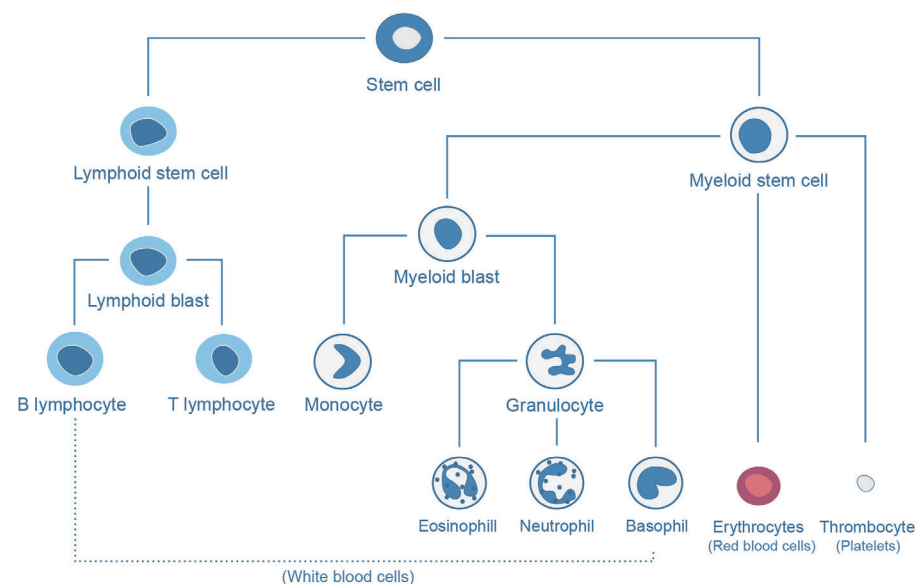 Stem cell
Lymphoid stem cell
Myeloid stem cell
Myeloid blast
Lymphoid blast
B lymphocyte
T lymphocyte
Monocyte
Granulocyte
Eosinophill
Neutrophil
Basophil
Erythrocytes
(Red blood cells)
Thrombocyte
(Platelets)
(White blood cells)